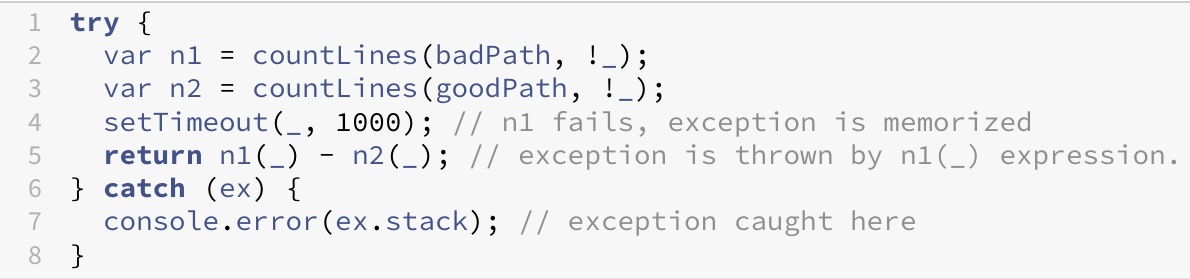 1 try {
2 var n1 = countLines(badPath, !_);
3 var n2 = countLines(goodPath, !_);
4 setTimeout(_, 1000); // n1 fails, exception is memorized
5 return n1(_) - n2(_); // exception is thrown by n1(_) expression.
6 } catch (ex) {
7 console.error(ex.stack); // exception caught here
8 }